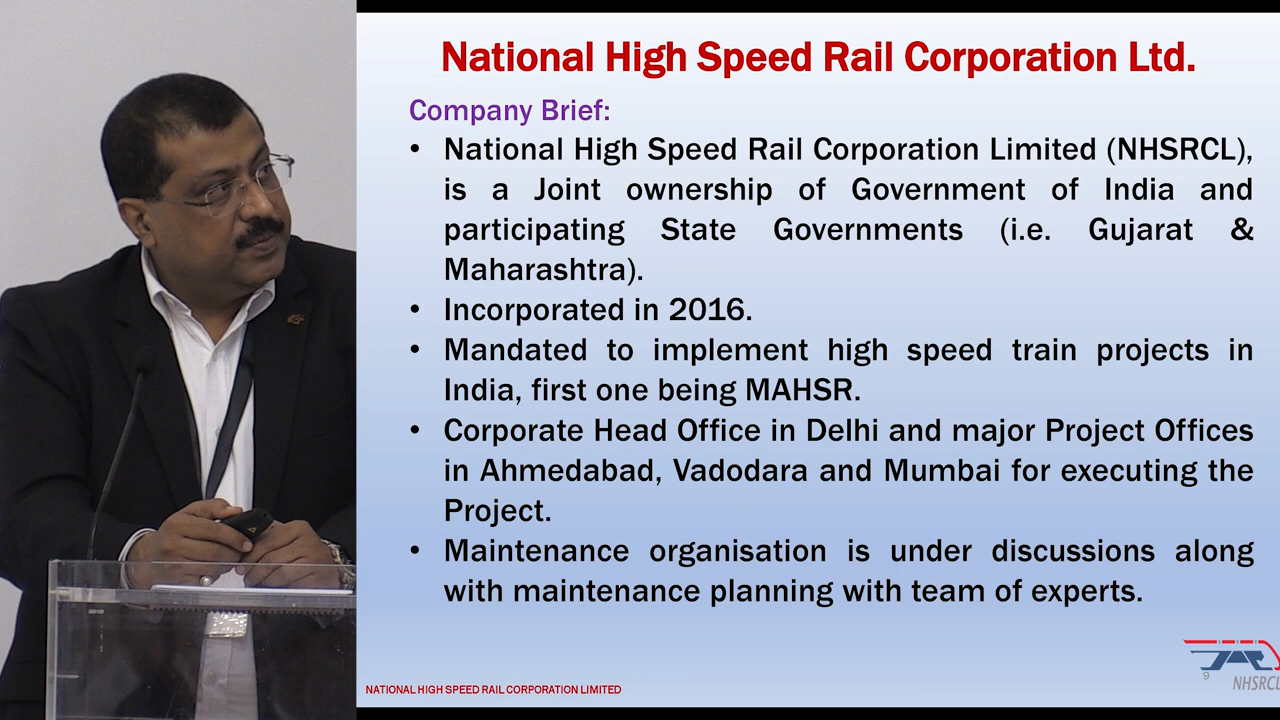 National High Speed Rail Corporation Ltd.
Company Brief:
• National High Speed Rail Corporation Limited (NHSRCL),
is a Joint ownership of Government of India and
participating State Governments (i.e. Gujarat &
Maharashtra).
• Incorporated in 2016.
• Mandated to implement high speed train projects in
India, first one being MAHSR.
• Corporate Head Office in Delhi and major Project Offices
in Ahmedabad, Vadodara and Mumbai for executing the
Project.
• Maintenance organisation is under discussions along
with maintenance planning with team of experts.
9
NHSRCL
NATIONAL HIGH SPEED RAIL CORPORATION LIMITED